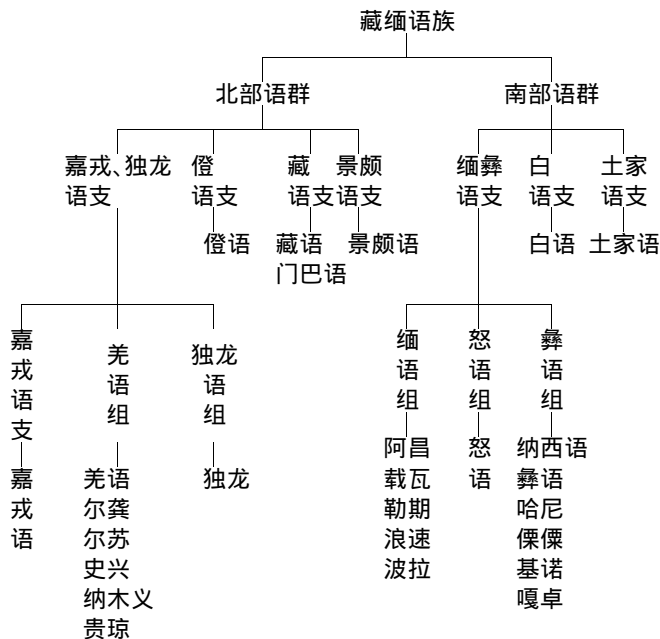 藏缅语族
北部语群 南部语群
嘉戎、独龙 僜 藏 景颇 缅彝 白 土家
语支 语支 语支 语支 语支 语支 语支
僜语 藏语 景颇语 白语 土家语
门巴语
嘉戎语支
羌语组
独龙语组
缅语组
怒语组
彝语组
嘉戎语
羌语
尔龚
尔苏
史兴
纳木义
贵琼
独龙
阿昌
载瓦
勒期
浪速
波拉
怒语
纳西语
彝语
哈尼
傈僳
基诺
嘎卓